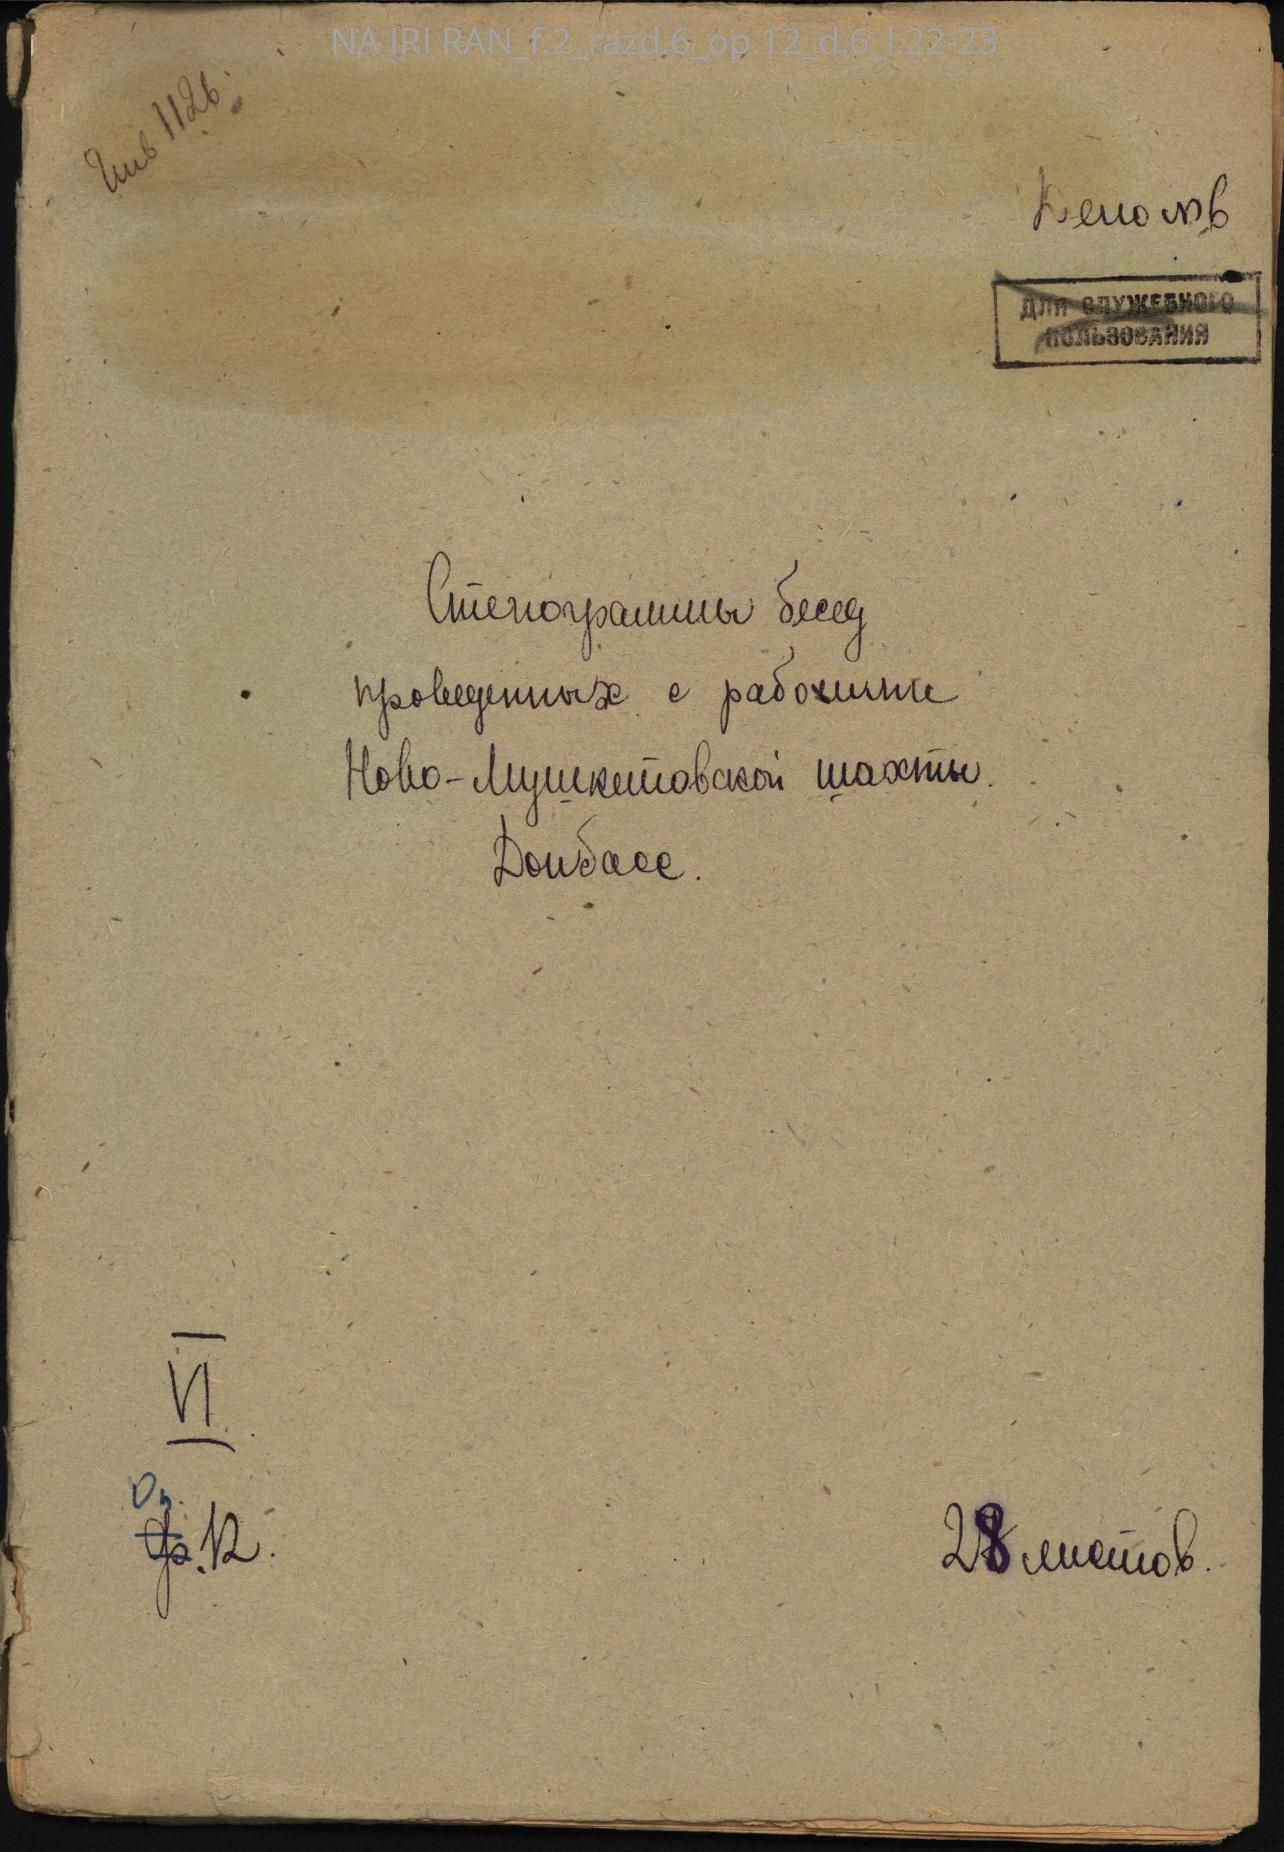 NA IRI RAN_f.2_razd.6_op.12_d.6_l.22-23
Инв 1126.
Дело №6
ДЛЯ СЛУЖЕБНОГО
ПОЛЬЗОВАНИЯ
Стенограммы бесед
проведенных с рабочими
Ново-Мушкетовской шахты.
Донбасс.
VI
Оп.
ф. 12.
28 листов.